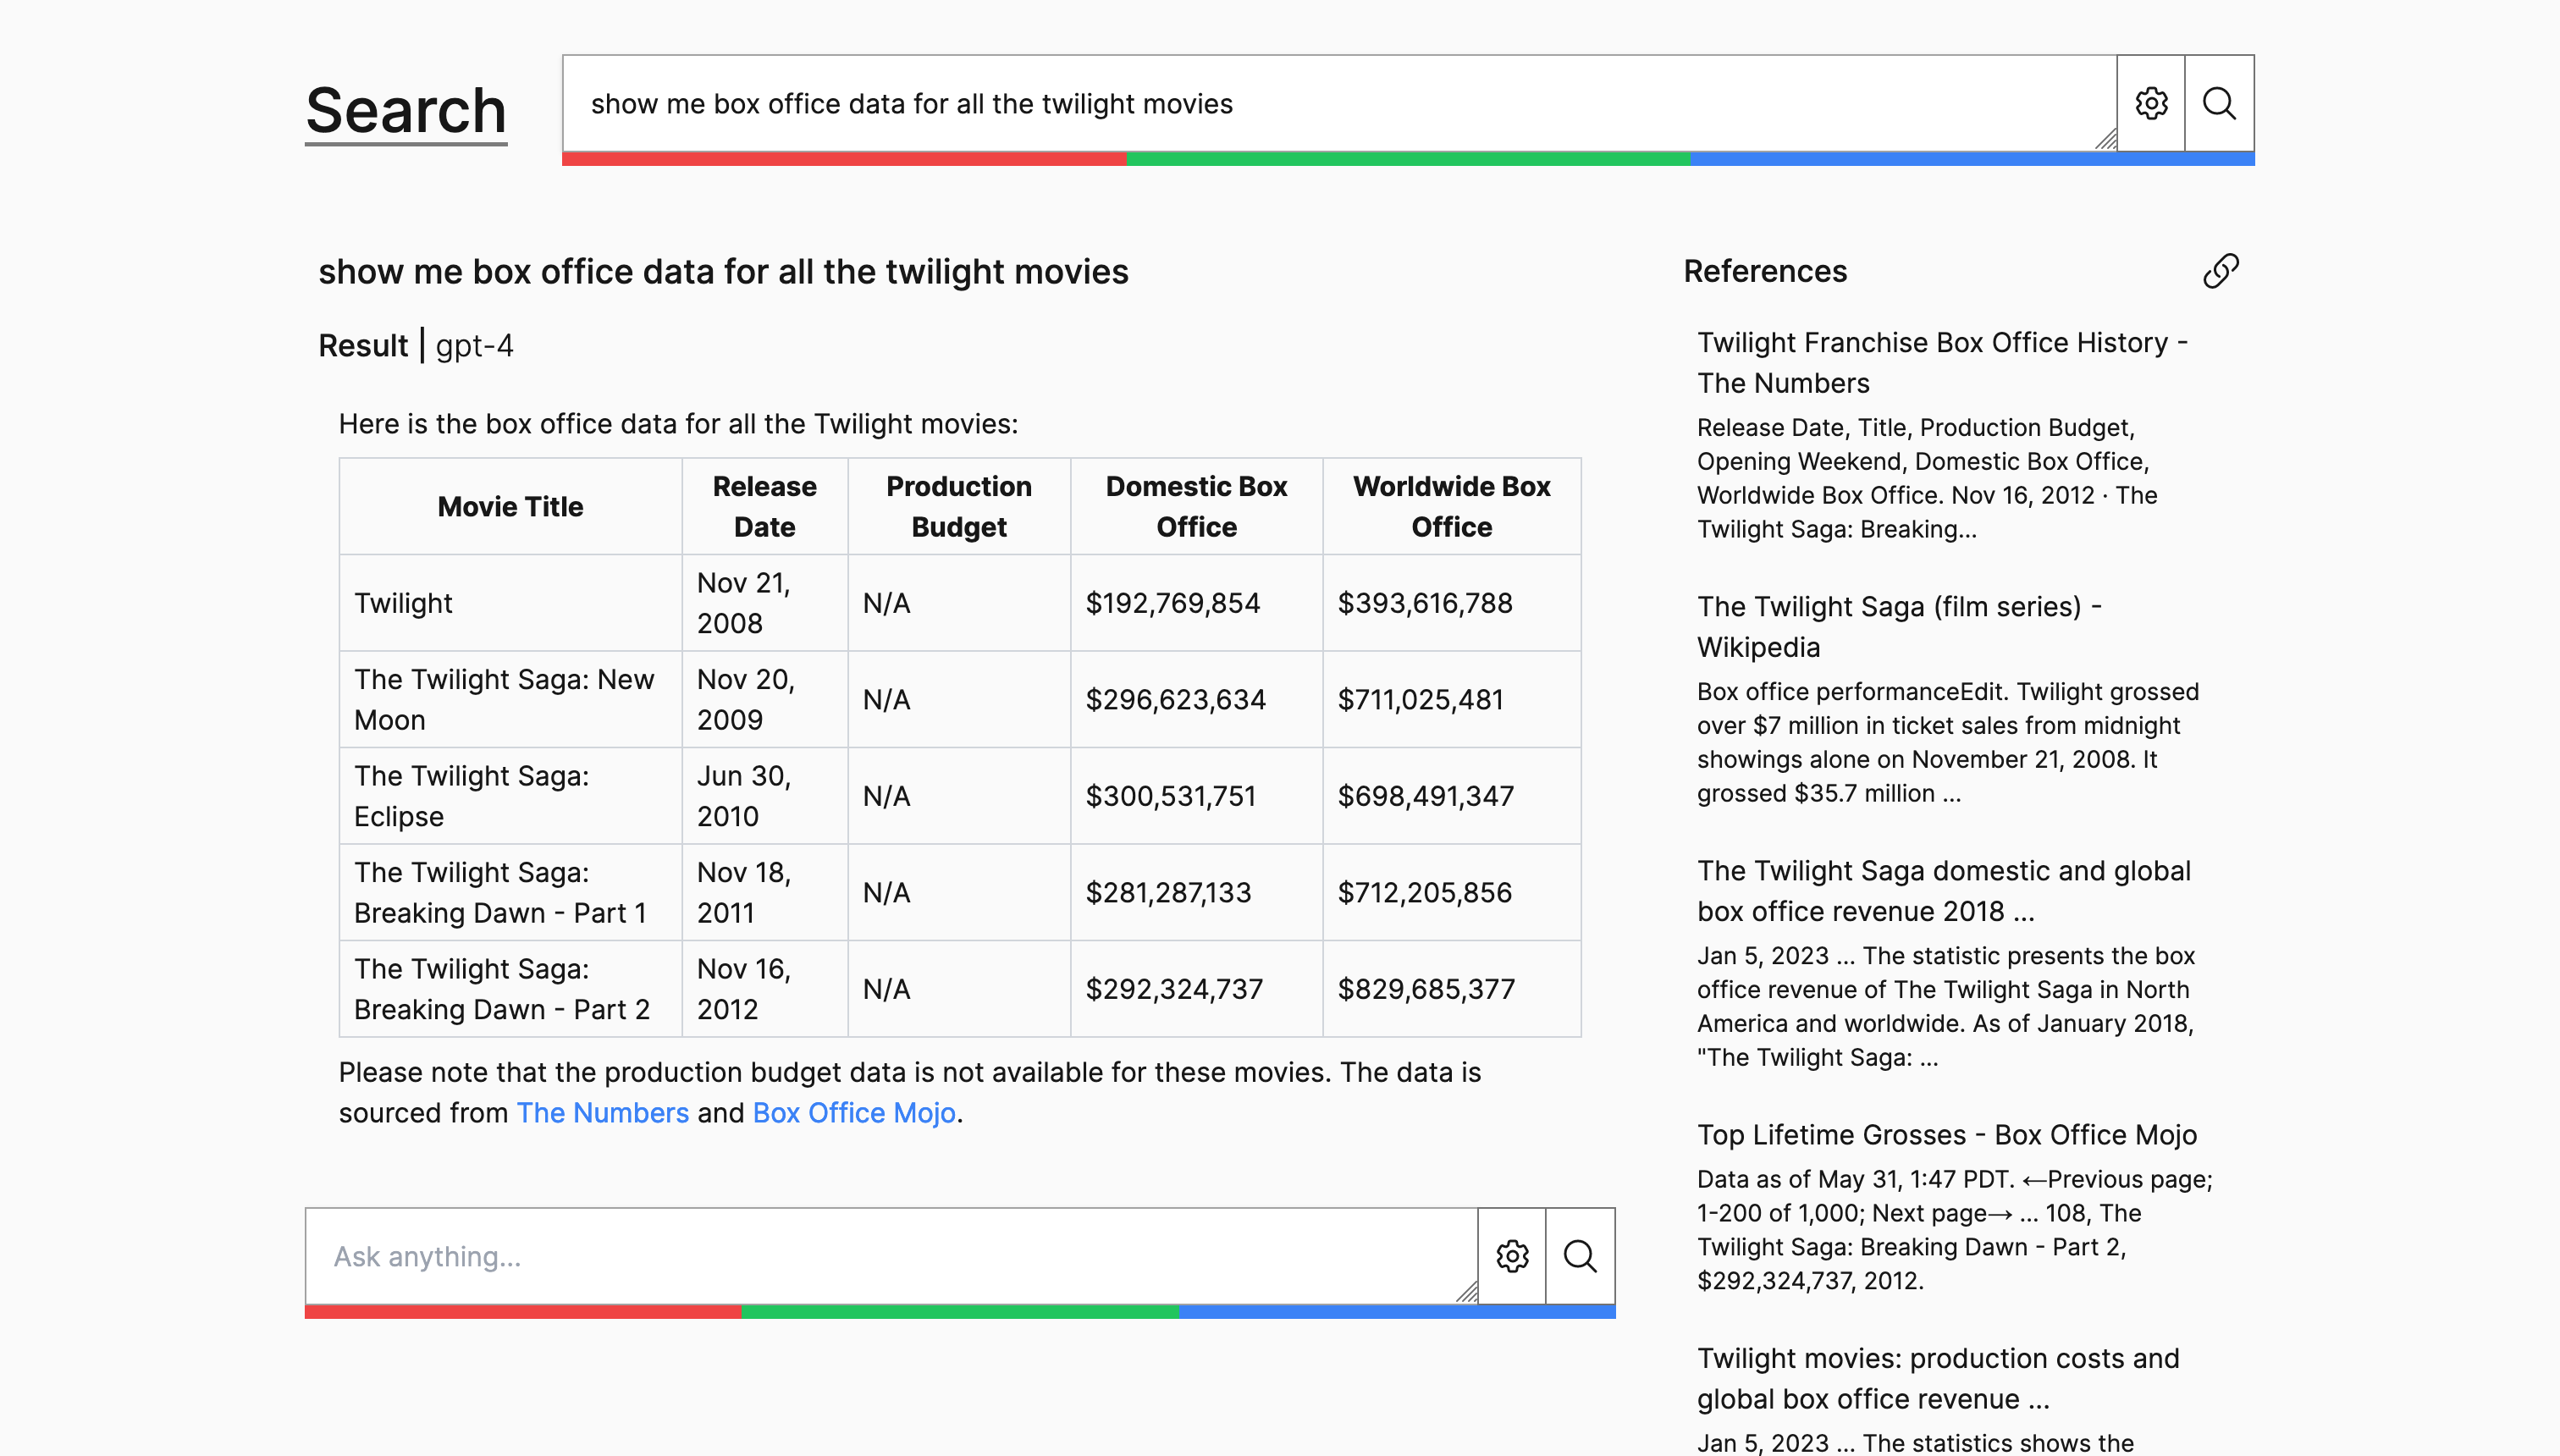 Search
show me box office data for all the twilight movies
show me box office data for all the twilight movies
Result | gpt-4
Here is the box office data for all the Twilight movies:
Movie Title
Release
Date
Production
Budget
Domestic Box
Office
Worldwide Box
Office
Twilight
Nov 21,
2008
N/A
$192,769,854
$393,616,788
The Twilight Saga: New
Moon
Nov 20,
2009
N/A
$296,623,634
$711,025,481
The Twilight Saga:
Eclipse
Jun 30,
2010
N/A
$300,531,751
$698,491,347
The Twilight Saga:
Breaking Dawn - Part 1
Nov 18,
2011
N/A
$281,287,133
$712,205,856
The Twilight Saga:
Breaking Dawn - Part 2
Nov 16,
2012
N/A
$292,324,737
$829,685,377
Please note that the production budget data is not available for these movies. The data is
sourced from The Numbers and Box Office Mojo.
Ask anything...
References
Twilight Franchise Box Office History -
The Numbers
Release Date, Title, Production Budget,
Opening Weekend, Domestic Box Office,
Worldwide Box Office. Nov 16, 2012 · The
Twilight Saga: Breaking...
The Twilight Saga (film series) -
Wikipedia
Box office performanceEdit. Twilight grossed
over $7 million in ticket sales from midnight
showings alone on November 21, 2008. It
grossed $35.7 million ...
The Twilight Saga domestic and global
box office revenue 2018 ...
Jan 5, 2023 ... The statistic presents the box
office revenue of The Twilight Saga in North
America and worldwide. As of January 2018,
"The Twilight Saga: ...
Top Lifetime Grosses - Box Office Mojo
Data as of May 31, 1:47 PDT. ←Previous page;
1-200 of 1,000; Next page→ ... 108, The
Twilight Saga: Breaking Dawn - Part 2,
$292,324,737, 2012.
Twilight movies: production costs and
global box office revenue ...
Jan 5, 2023 ... The statistics shows the